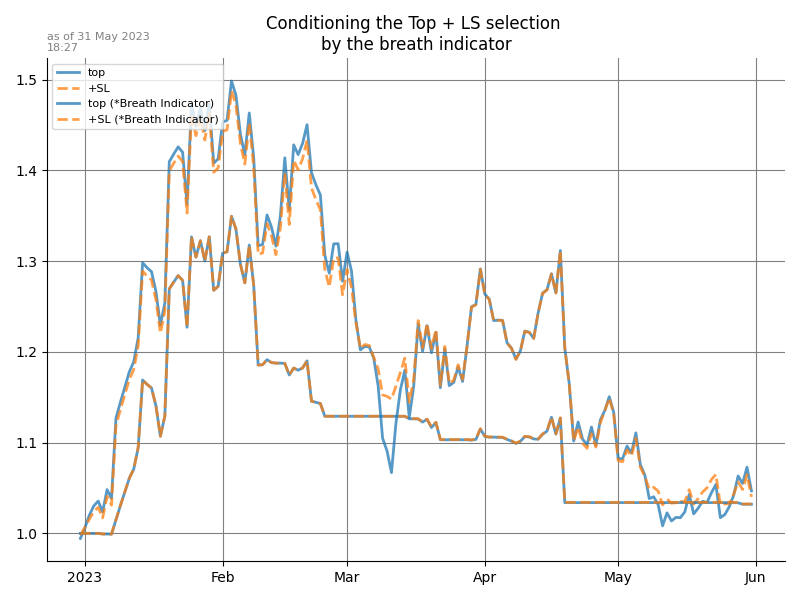 Conditioning the Top + LS selection
by the breath indicator
as of 31 May 2023
18:27
top
+SL
top (*Breath Indicator)
+SL (*Breath Indicator)
1.5
1.4
1.3
1.2
1.1
1.0
2023 Feb Mar Apr May Jun